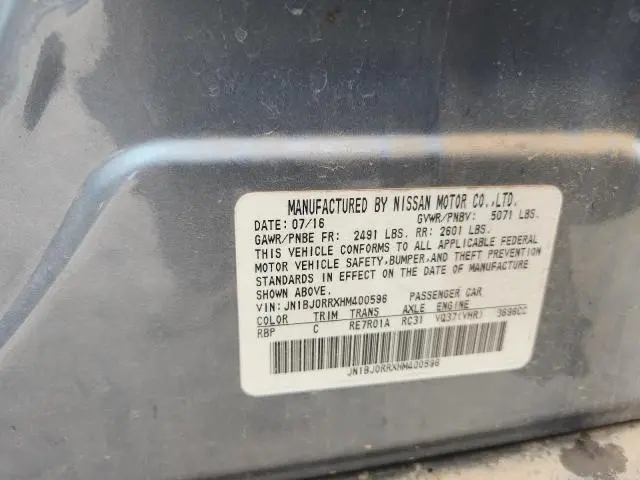 MANUFACTURED BY NISSAN MOTOR CO.,LTD.
DATE: 07/16 GVWR/PNBV: 5071 LBS.
GAWR/PNBE FR: 2491 LBS. RR: 2601 LBS.
THIS VEHICLE CONFORMS TO ALL APPLICABLE FEDERAL
MOTOR VEHICLE SAFETY,BUMPER,AND THEFT PREVENTION
STANDARDS IN EFFECT ON THE DATE OF MANUFACTURE
SHOWN ABOVE.
VIN: JN1BJ0RRXHM400596 PASSENGER CAR
COLOR TRIM TRANS AXLE ENGINE
RBP C RE7R01A RC31 VQ37(VHR) 3696CC
JN1BJ0RRXHM400596